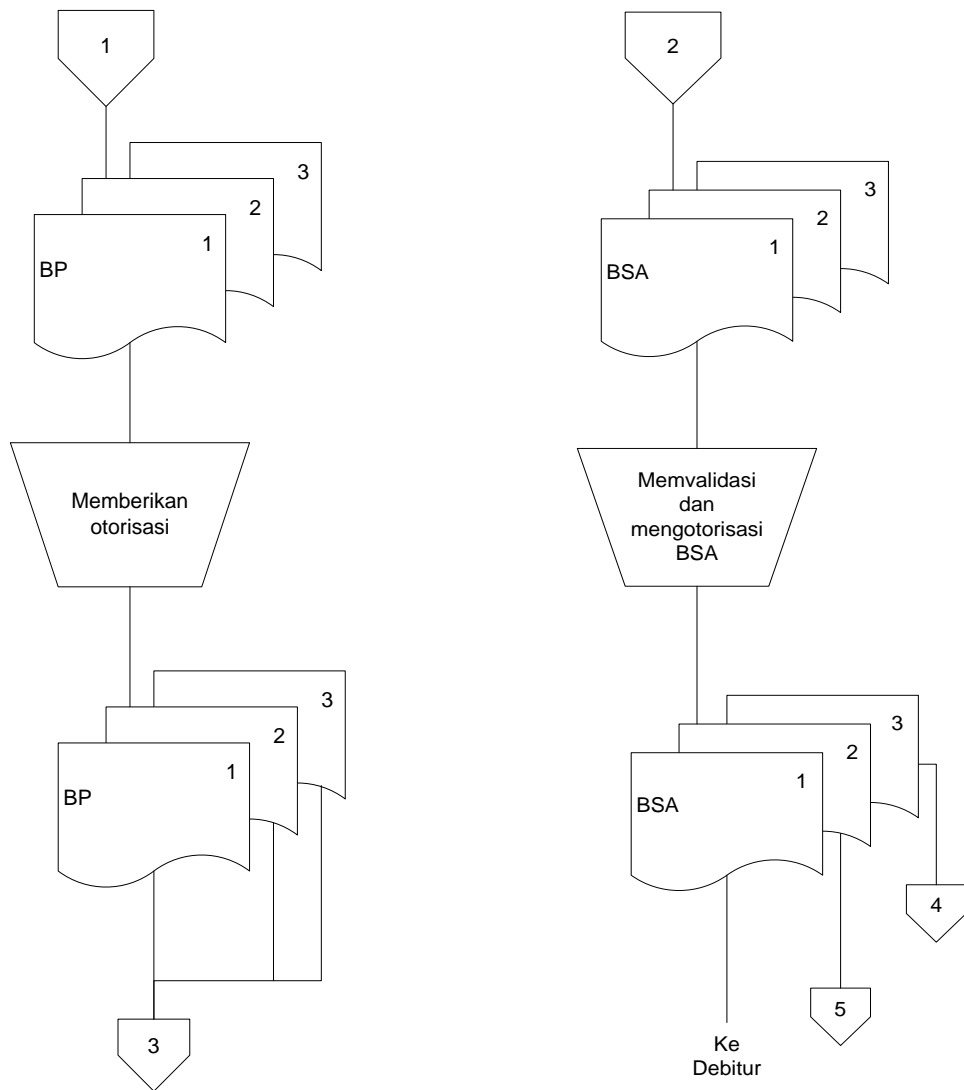 1
3
2
1
BP
Memberikan
otorisasi
3
2
1
BP
3
2
3
2
1
BSA
Memvalidasi
dan
mengotorisasi
BSA
3
2
1
BSA
4
5
Ke
Debitur